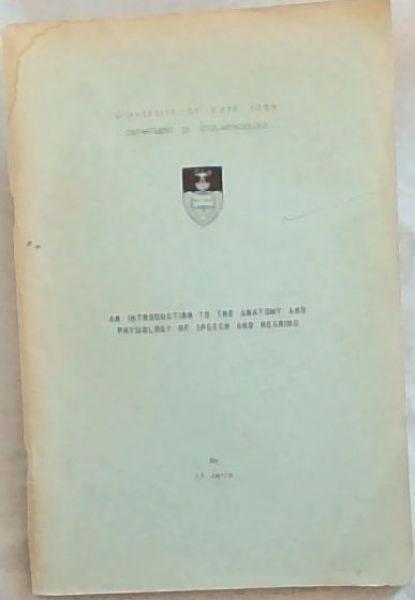 UNIVERSITY OF CAPE TOWN
DEPARTMENT OF OTOLARYNGOLOGY
AN INTRODUCTION TO THE ANATOMY AND
PHYSIOLOGY OF SPEECH AND HEARING
By